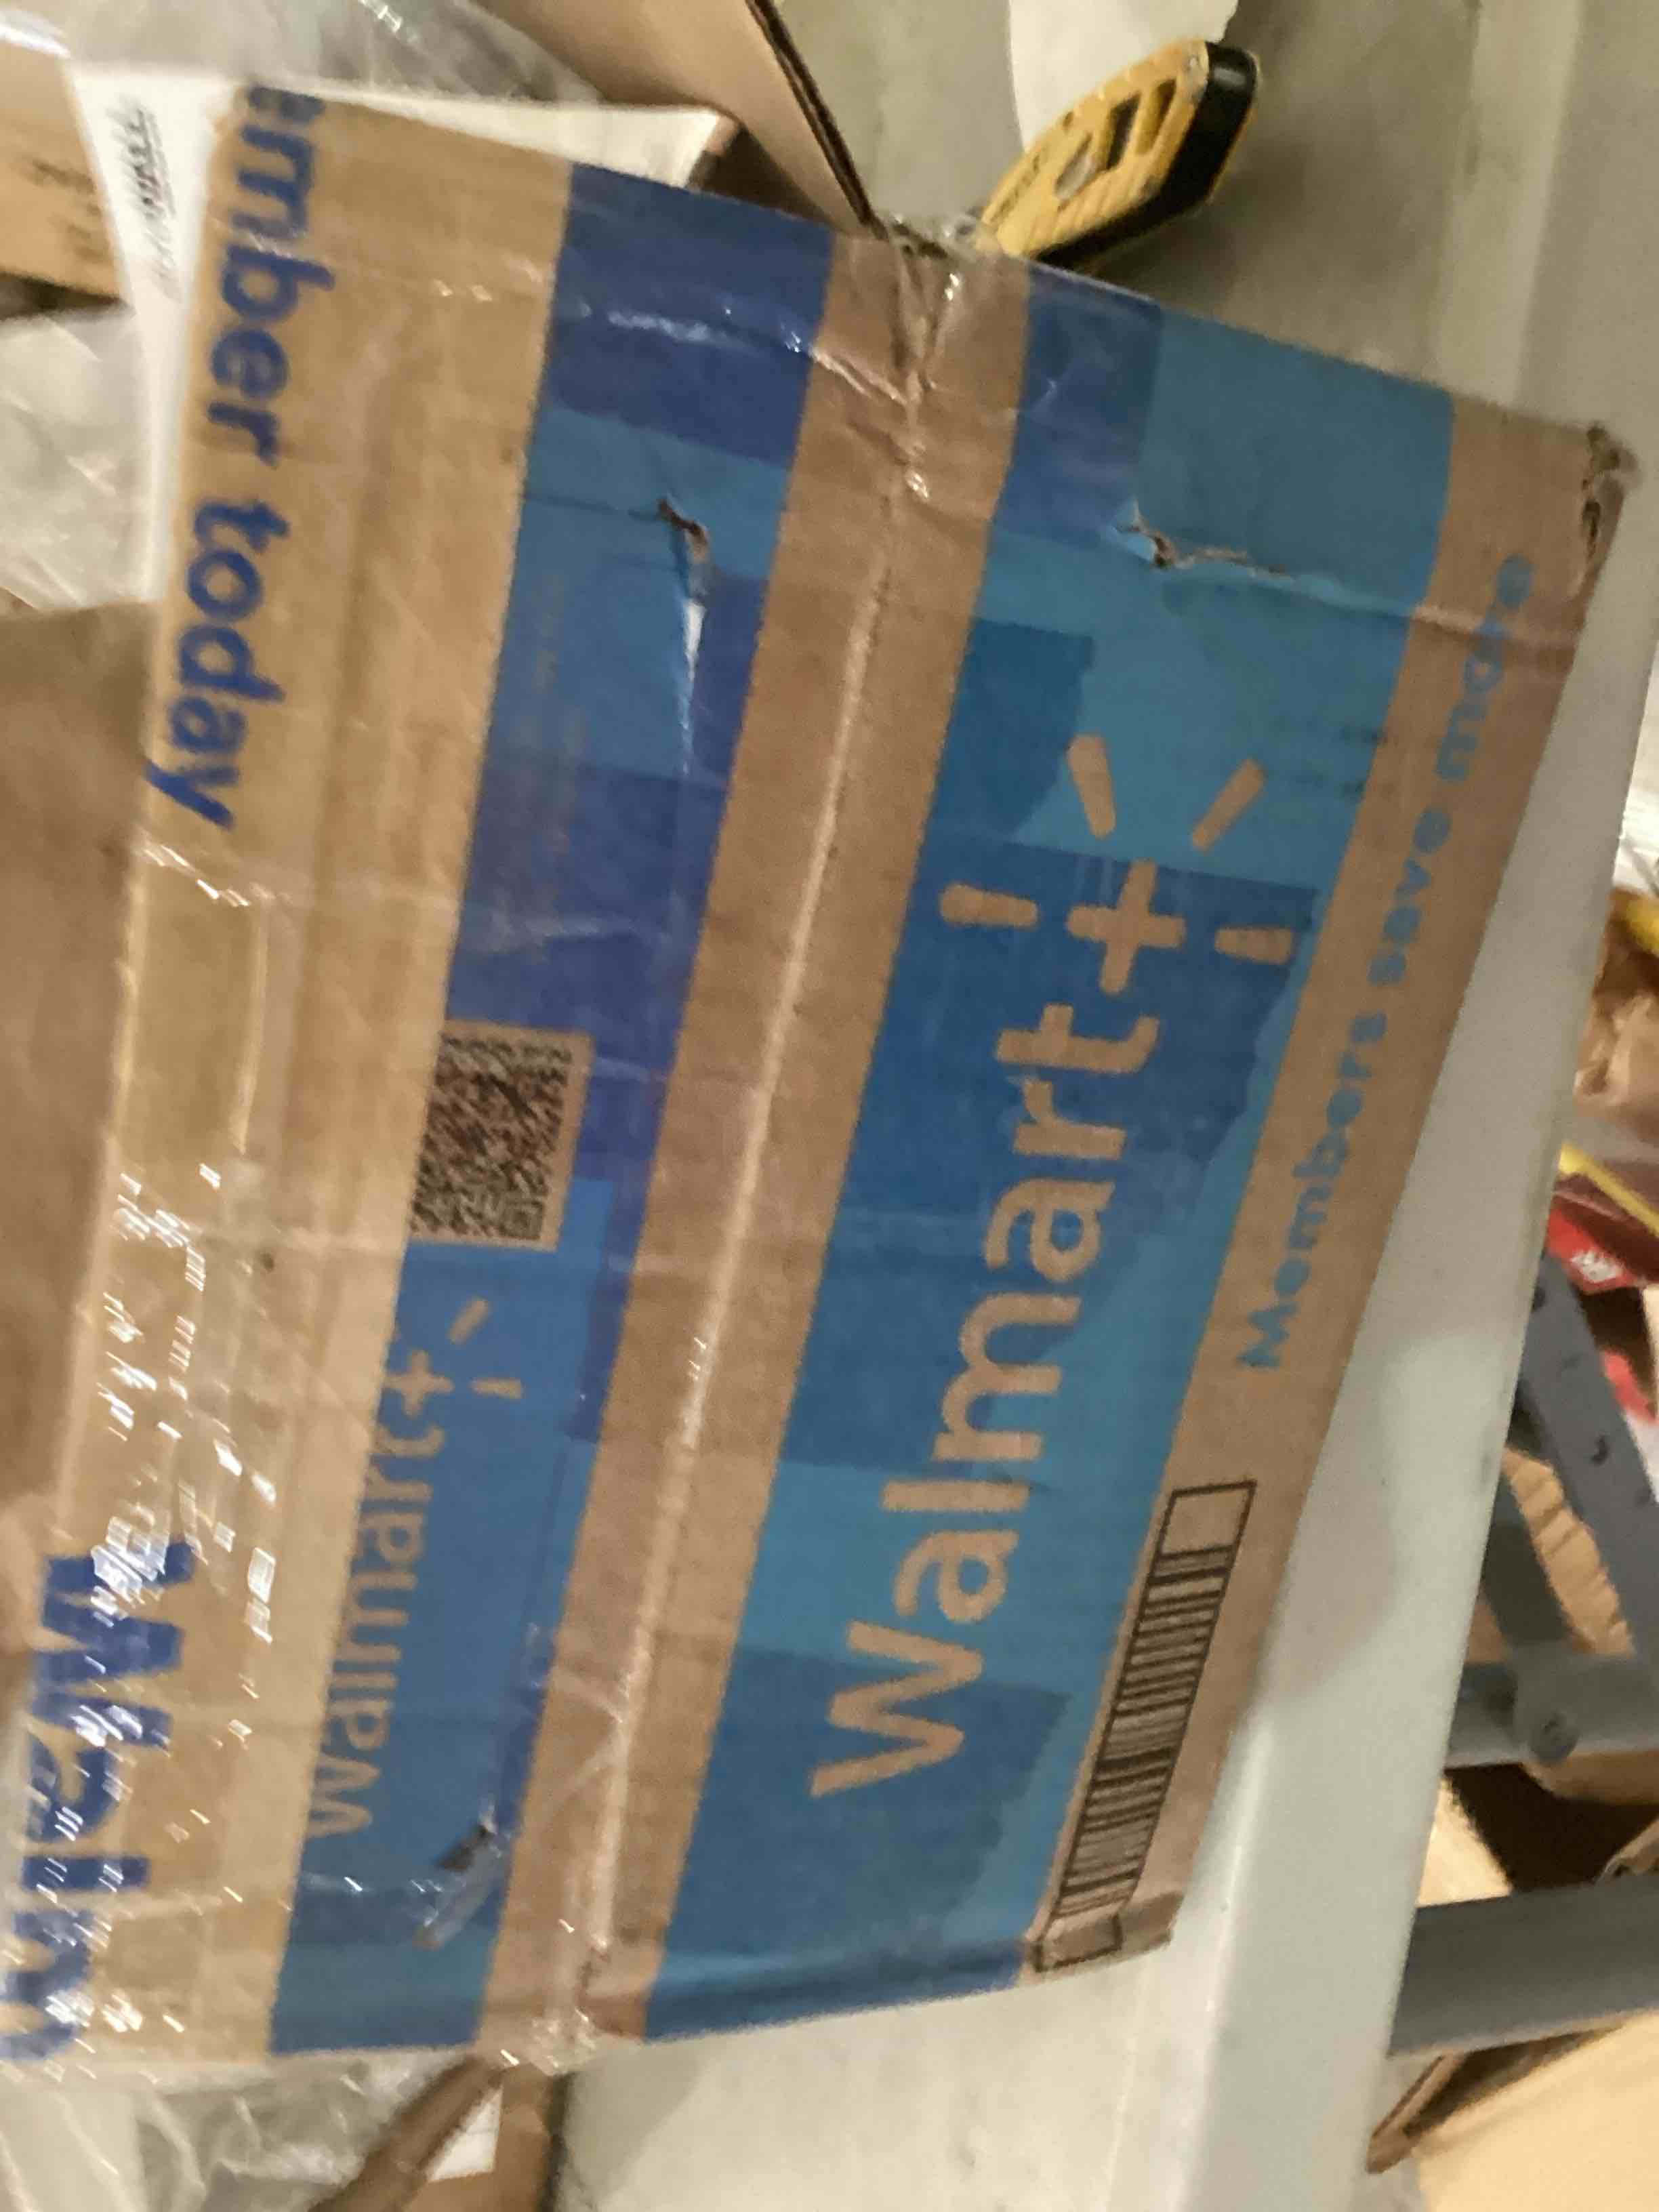 ember today
Walm
walmart+
Walmart+
Members save more